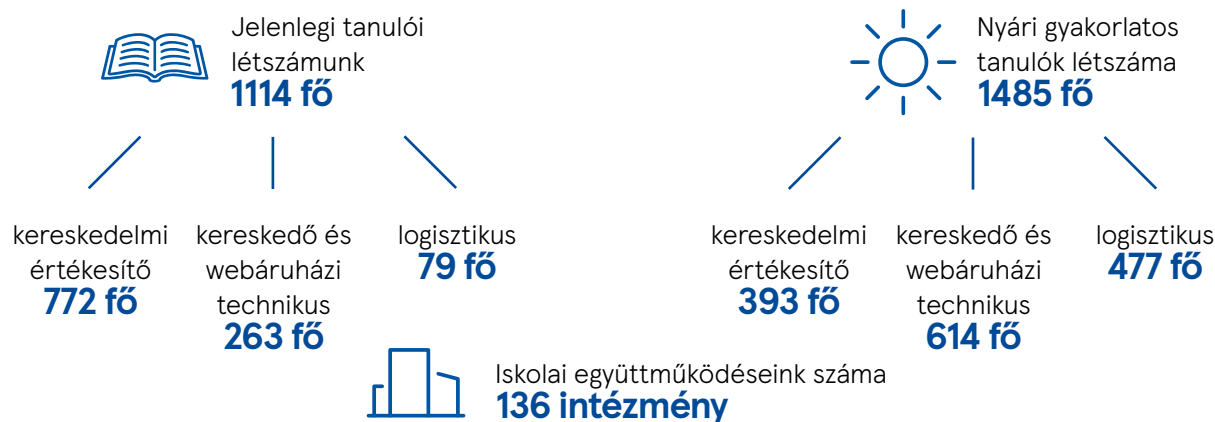 Jelenlegi tanulói
létszámunk
1114 fő
kereskedelmi
értékesítő
772 fő
kereskedő és
webáruházi
technikus
263 fő
logisztikus
79 fő
Nyári gyakorlatos
tanulók létszáma
1485 fő
kereskedelmi
értékesítő
393 fő
kereskedő és
webáruházi
technikus
614 fő
logisztikus
477 fő
Iskolai együttműködéseink száma
136 intézmény